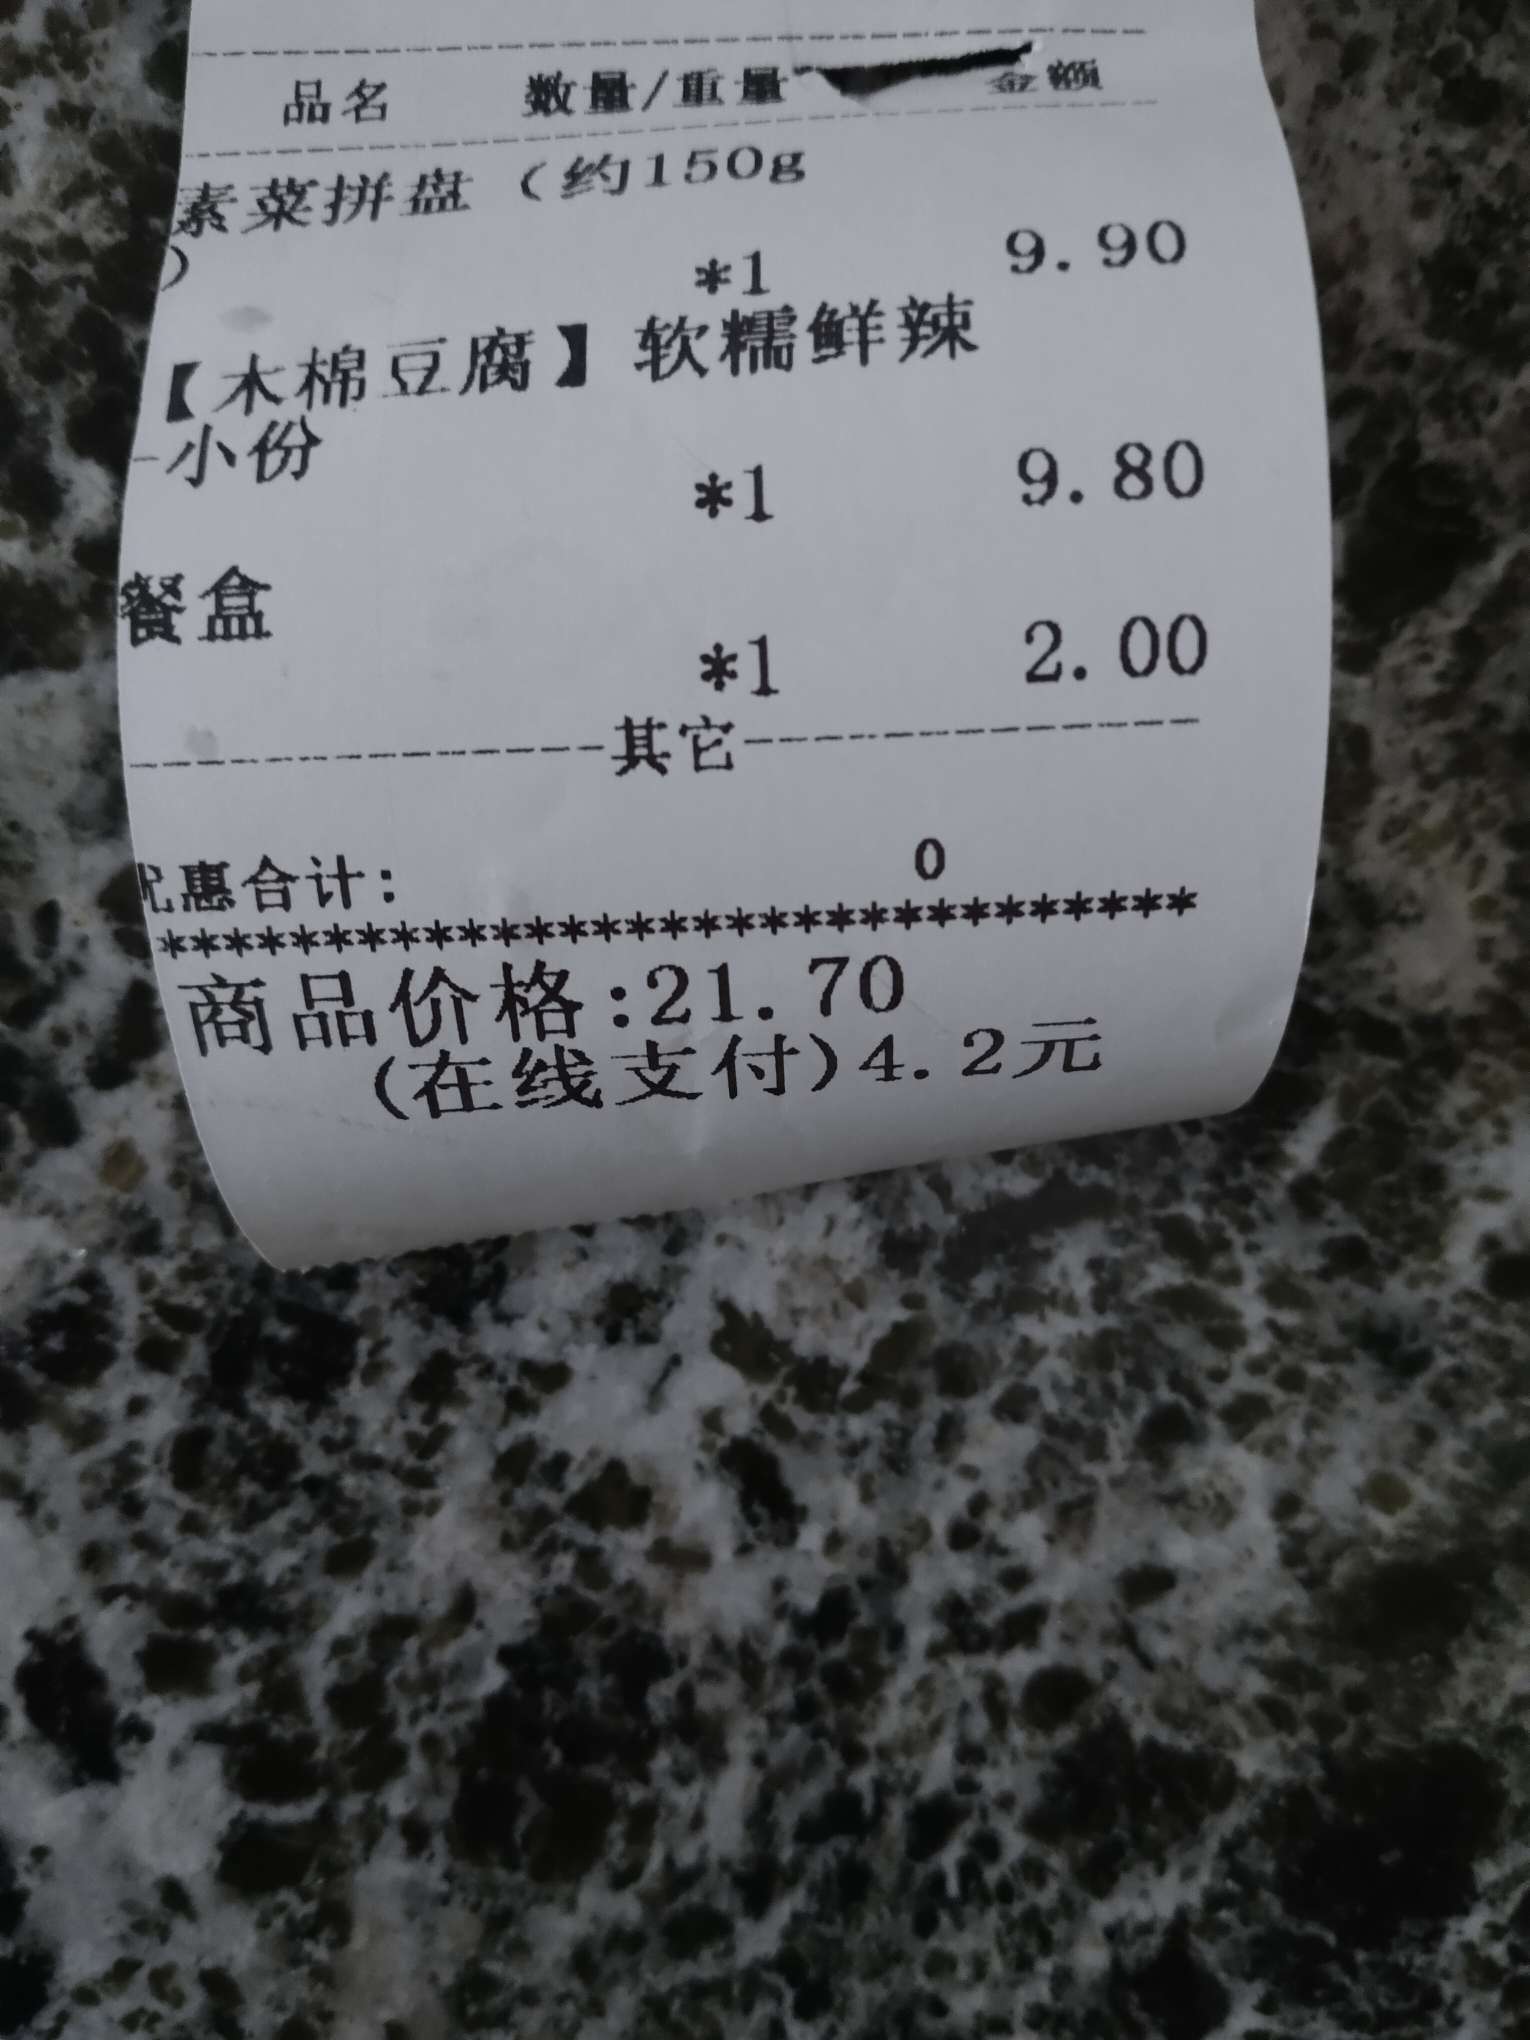 品名 数量/重量 金额
素菜拼盘（约150g
） *1 9.90
【木棉豆腐】软糯鲜辣
-小份 *1 9.80
餐盒
*1 2.00
其它
优惠合计: 0
*******************************
商品价格:21.70
(在线支付)4.2元